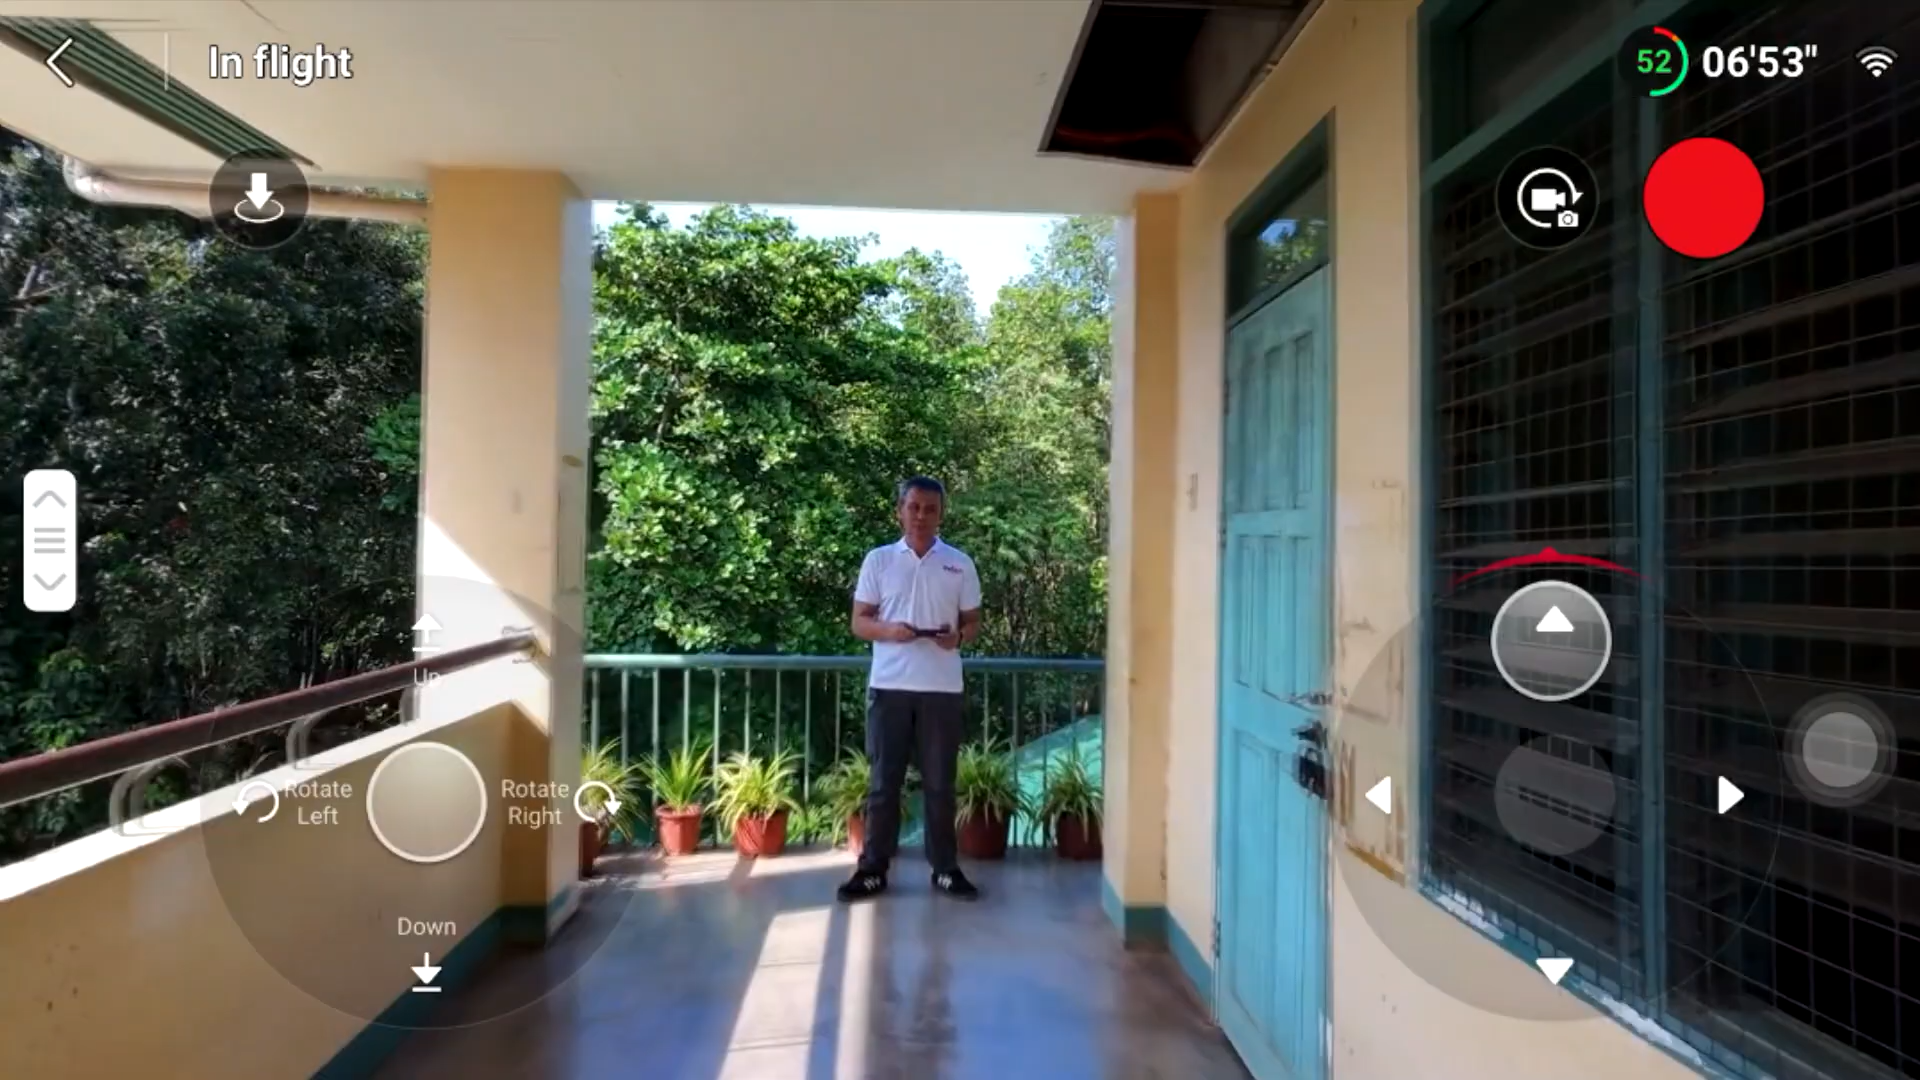 In flight
52
06'53"
Up
Rotate
Left
Rotate
Right
Down